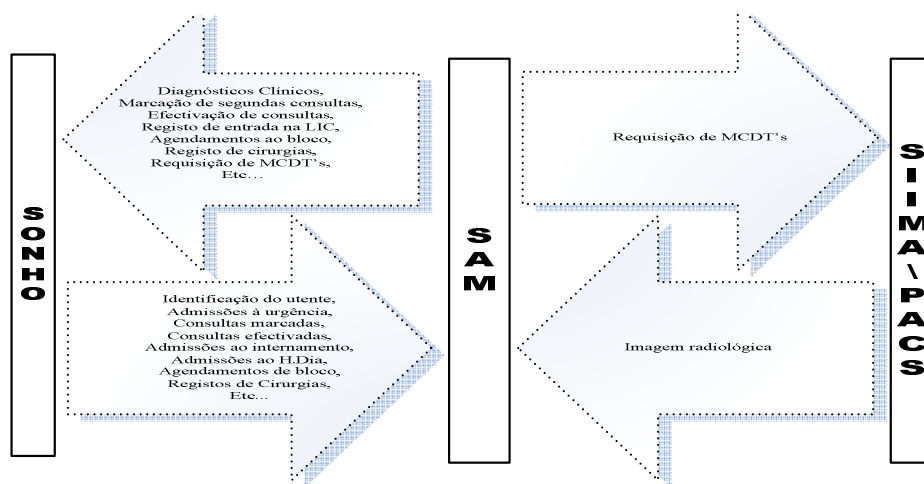 SONHO
Diagnósticos Clínicos,
Marcação de segundas consultas,
Efectivação de consultas,
Registo de entrada na LIC,
Agendamentos ao bloco,
Registo de cirurgias,
Requisição de MCDT's,
Etc…
Identificação do utente,
Admissões à urgência,
Consultas marcadas,
Consultas efectivadas,
Admissões ao internamento,
Admissões ao H.Dia,
Agendamentos de bloco,
Registos de Cirurgias,
Etc...
SAM
Requisição de MCDT's
Imagem radiológica
SIIMA\PACS